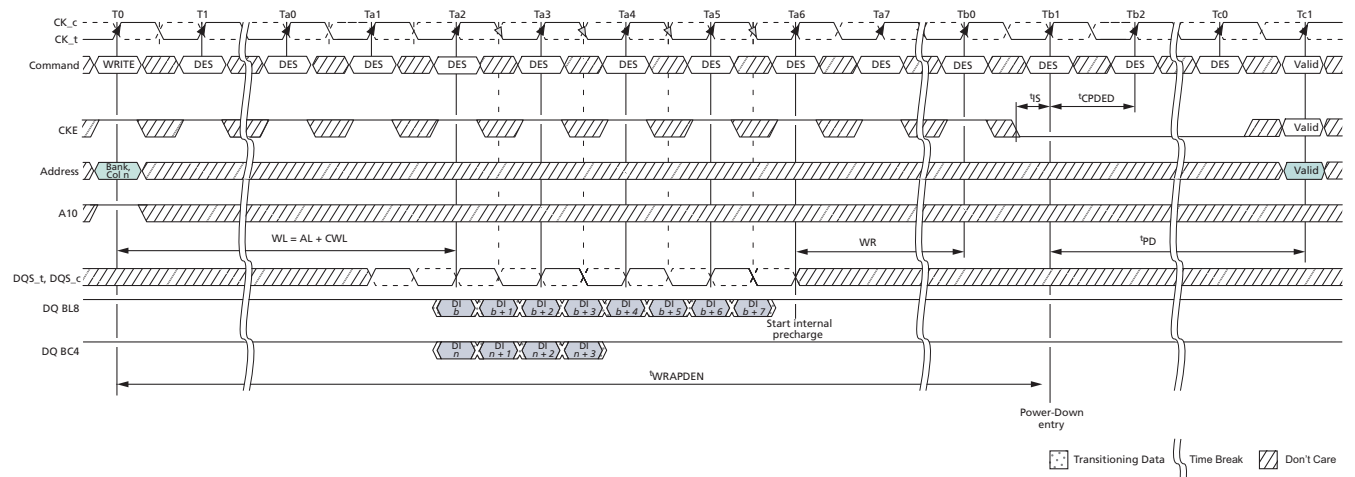 T0 T1 Ta0 Ta1 Ta2 Ta3 Ta4 Ta5 Ta6 Ta7 Tb0 Tb1 Tb2 Tc0 Tc1
CK_c
CK_t
Command WRITE DES DES DES DES DES DES DES DES DES DES DES DES DES Valid
tIS tCPDED
CKE Valid
Address Bank, Col n Valid
A10
WL = AL + CWL WR tPD
DQS_t, DQS_c
DQ BL8 DI b DI b + 1 DI b + 2 DI b + 3 DI b + 4 DI b + 5 DI b + 6 DI b + 7
Start internal
precharge
DQ BC4 DI n DI n + 1 DI n + 2 DI n + 3
tWRAPDEN
Power-Down
entry
Transitioning Data Time Break Don't Care